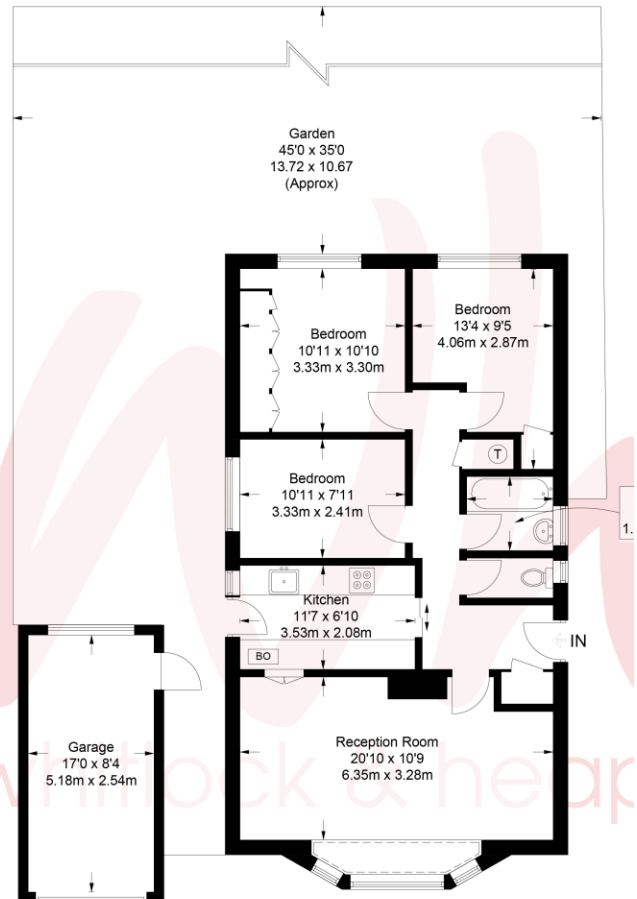 Garden
45'0 x 35'0
13.72 x 10.67
(Approx)
Bedroom
10'11 x 10'10
3.33m x 3.30m
Bedroom
13'4 x 9'5
4.06m x 2.87m
T
Bedroom
10'11 x 7'11
3.33m x 2.41m
1.
Kitchen
11'7 x 6'10
3.53m x 2.08m
BO
IN
Reception Room
20'10 x 10'9
6.35m x 3.28m
Garage
17'0 x 8'4
5.18m x 2.54m
whitlock & heap